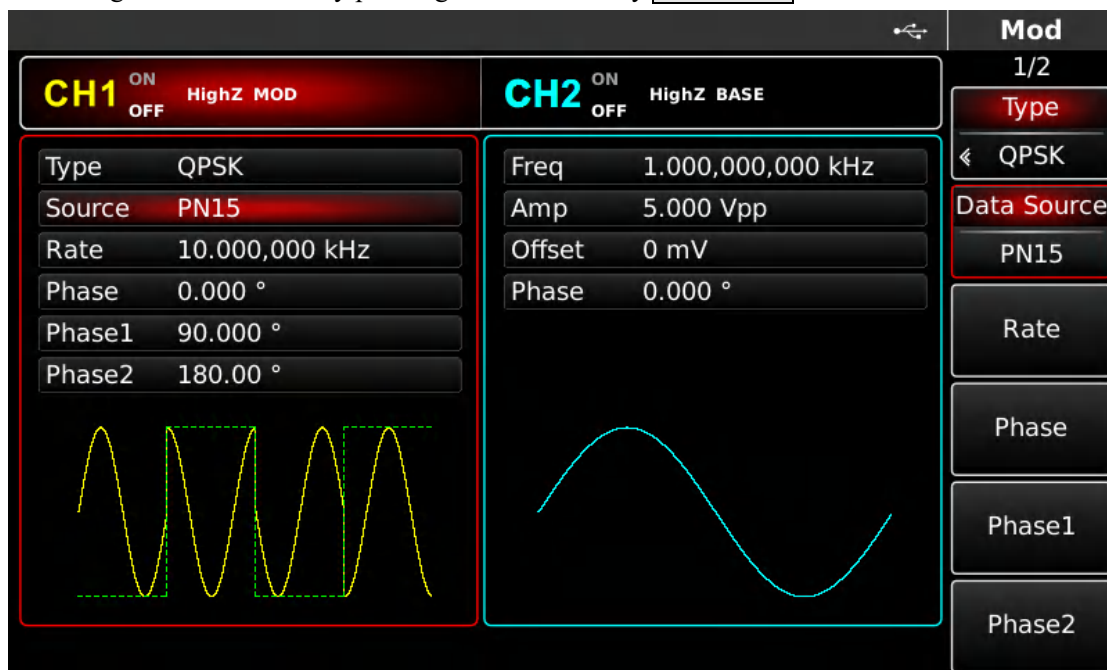 Mod
1/2
CH1 ON OFF HighZ MOD
CH2 ON OFF HighZ BASE
Type QPSK
Source PN15
Rate 10.000,000 kHz
Phase 0.000 °
Phase1 90.000 °
Phase2 180.00 °
Freq 1.000,000,000 kHz
Amp 5.000 Vpp
Offset 0 mV
Phase 0.000 °
Type
QPSK
Data Source
PN15
Rate
Phase
Phase1
Phase2